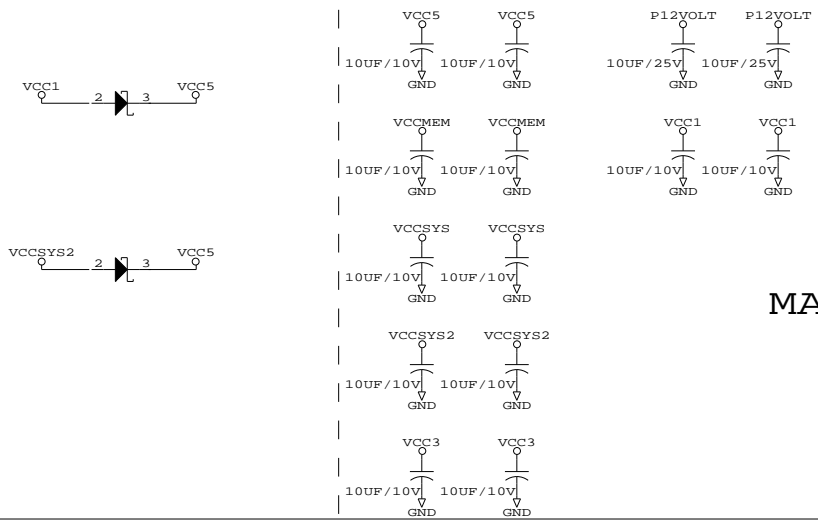 VCC5 VCC5 P12VOLT P12VOLT
10UF/10V 10UF/10V 10UF/25V 10UF/25V
GND GND GND GND
VCC1 VCC5
2 3
VCCMEM VCCMEM VCC1 VCC1
10UF/10V 10UF/10V 10UF/10V 10UF/10V
GND GND GND GND
VCCSYS VCCSYS
VCCSYS2 VCC5
2 3
10UF/10V 10UF/10V
GND GND
MA
VCCSYS2 VCCSYS2
10UF/10V 10UF/10V
GND GND
VCC3 VCC3
10UF/10V 10UF/10V
GND GND